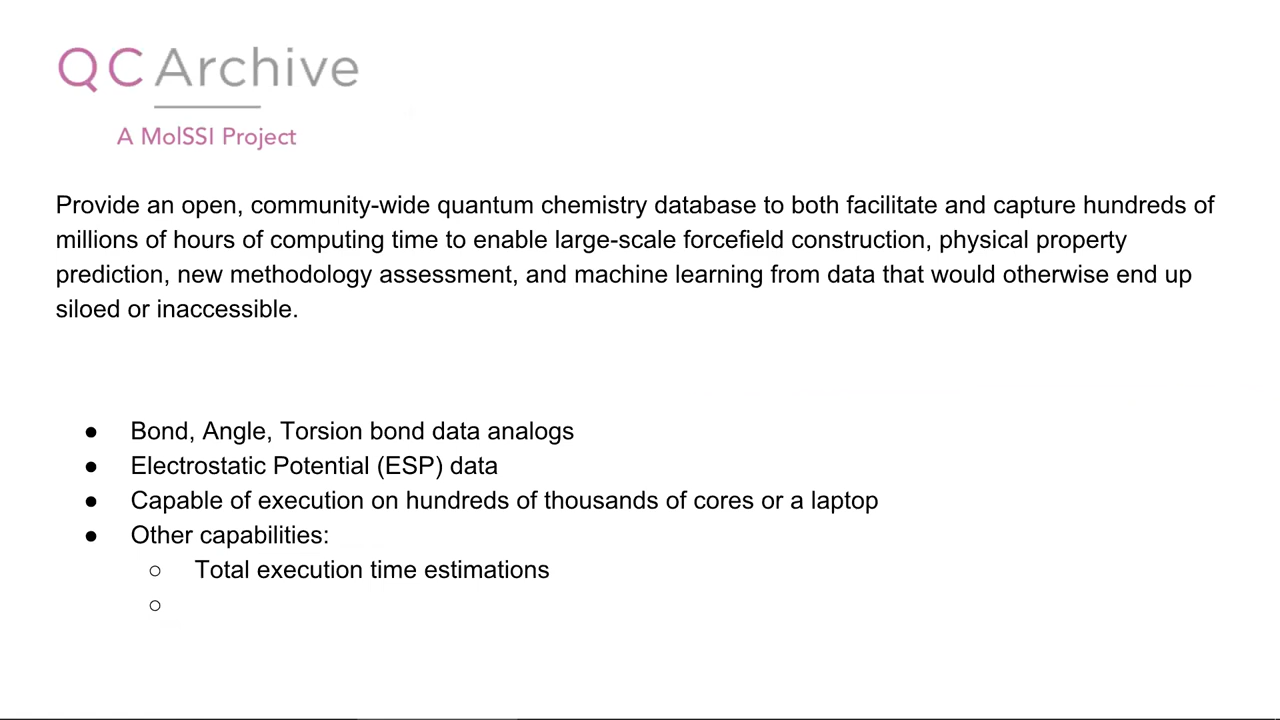 QCArchive
A MolSSI Project
Provide an open, community-wide quantum chemistry database to both facilitate and capture hundreds of
millions of hours of computing time to enable large-scale forcefield construction, physical property
prediction, new methodology assessment, and machine learning from data that would otherwise end up
siloed or inaccessible.
● Bond, Angle, Torsion bond data analogs
● Electrostatic Potential (ESP) data
● Capable of execution on hundreds of thousands of cores or a laptop
● Other capabilities:
○ Total execution time estimations
○